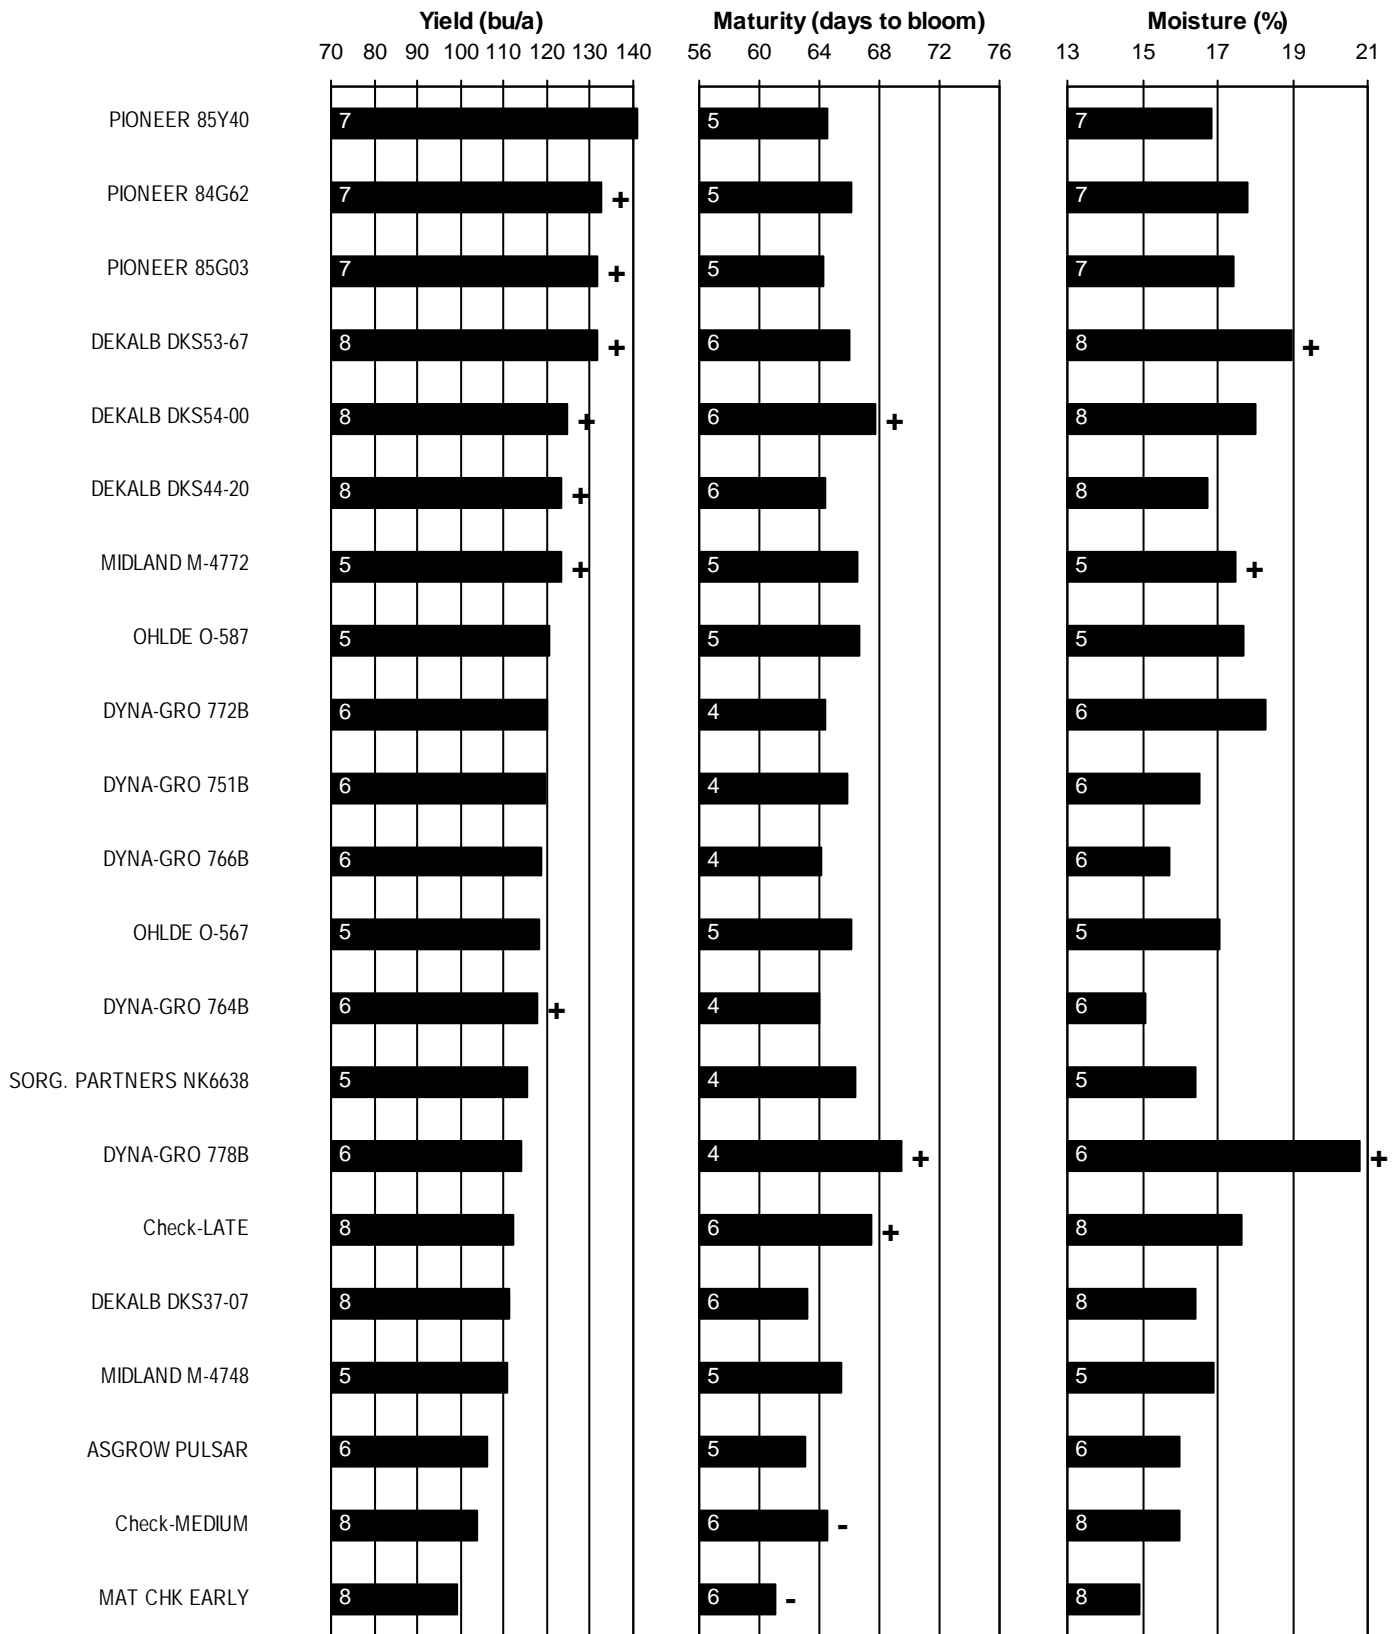 Yield (bu/a) Maturity (days to bloom) Moisture (%)
70 80 90 100 110 120 130 140 56 60 64 68 72 76 13 15 17 19 21
PIONEER 85Y40 7 5 7
PIONEER 84G62 7 + 5 7
PIONEER 85G03 7 + 5 7
DEKALB DKS53-67 8 + 6 8 +
DEKALB DKS54-00 8 + 6 + 8
DEKALB DKS44-20 8 + 6 8
MIDLAND M-4772 5 + 5 5 +
OHLDE O-587 5 5 5
DYNA-GRO 772B 6 4 6
DYNA-GRO 751B 6 4 6
DYNA-GRO 766B 6 4 6
OHLDE O-567 5 5 5
DYNA-GRO 764B 6 + 4 6
SORG. PARTNERS NK6638 5 4 5
DYNA-GRO 778B 6 4 + 6 +
Check-LATE 8 6 + 8
DEKALB DKS37-07 8 6 8
MIDLAND M-4748 5 5 5
ASGROW PULSAR 6 5 6
Check-MEDIUM 8 6 - 8
MAT CHK EARLY 8 6 - 8